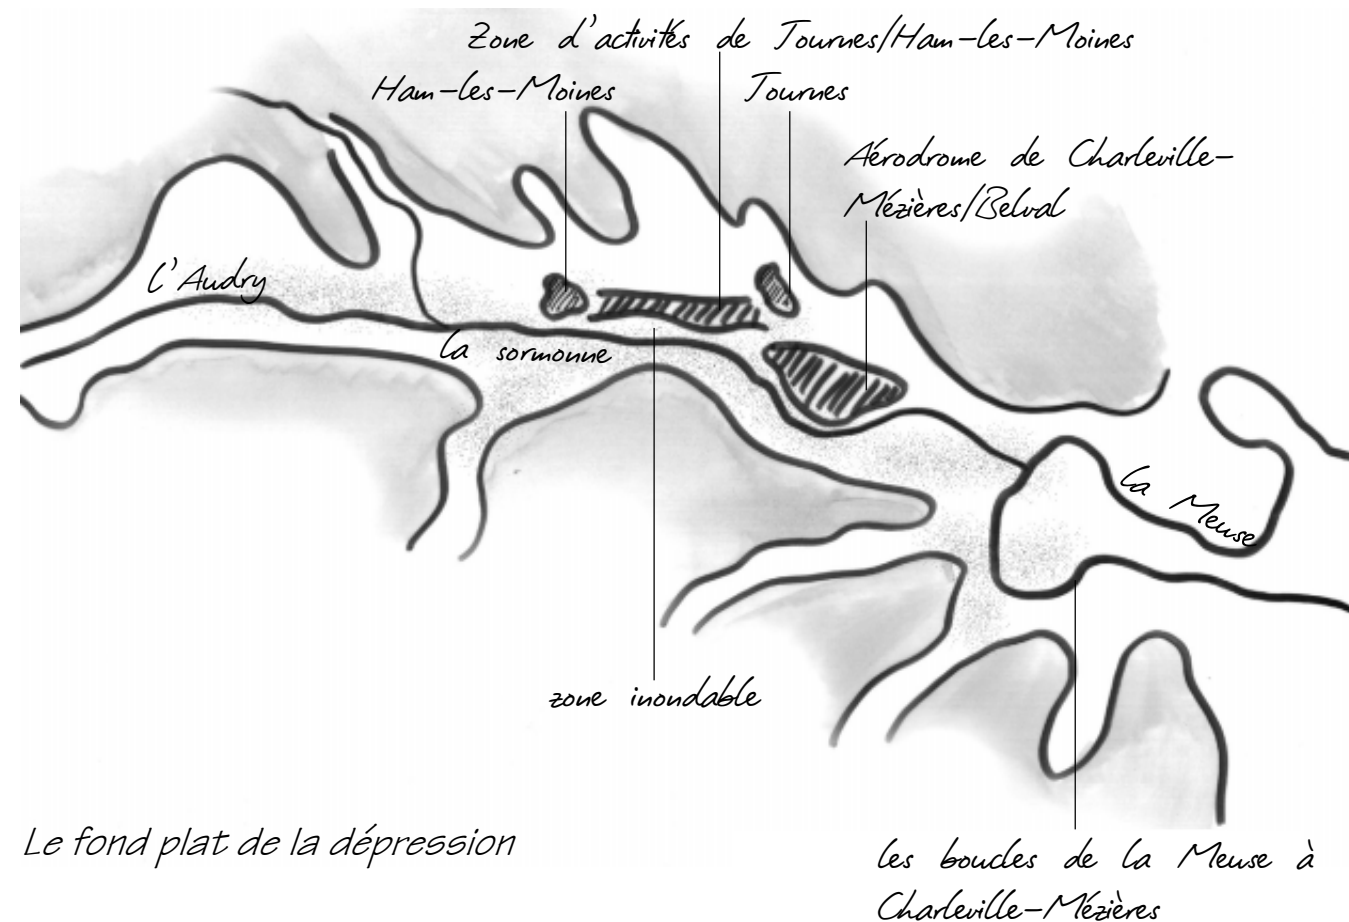 Zone d'activités de Tournes/Ham-les-Moines
Ham-les-Moines
Tournes
Aérodrome de Charleville-
Mézières/Belval
l'Audry
la sormonne
la Meuse
zone inondable
Le fond plat de la dépression
les boucles de la Meuse à
Charleville-Mézières